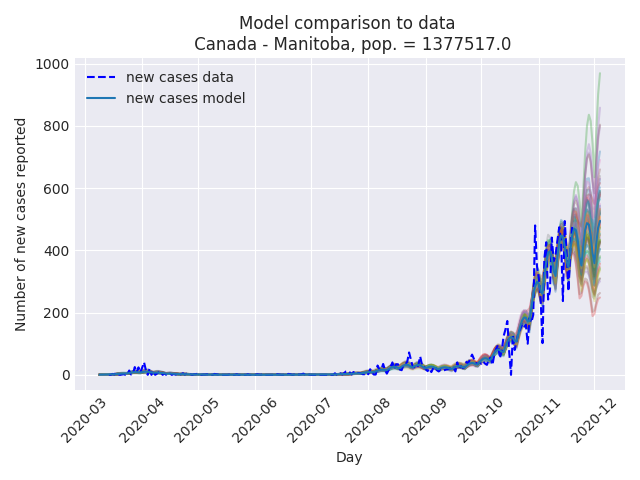 Model comparison to data
Canada - Manitoba, pop. = 1377517.0
new cases data
new cases model
Number of new cases reported
1000
800
600
400
200
0
2020-03
2020-04
2020-05
2020-06
2020-07
2020-08
2020-09
2020-10
2020-11
2020-12
Day